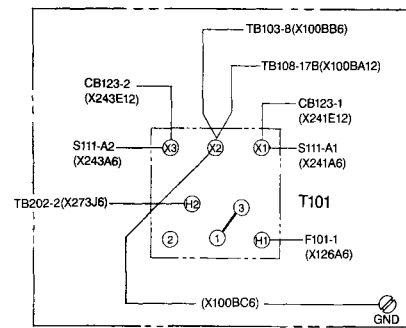 TB103-8(X100BB6)
TB108-17B(X100BA12)
CB123-2
(X243E12)
CB123-1
(X241E12)
S111-A2
(X243A6)
X3
X2
X1
S111-A1
(X241A6)
TB202-2(X273J6)
H2
3
T101
2
1
H1
F101-1
(X126A6)
(X100BC6)
GND